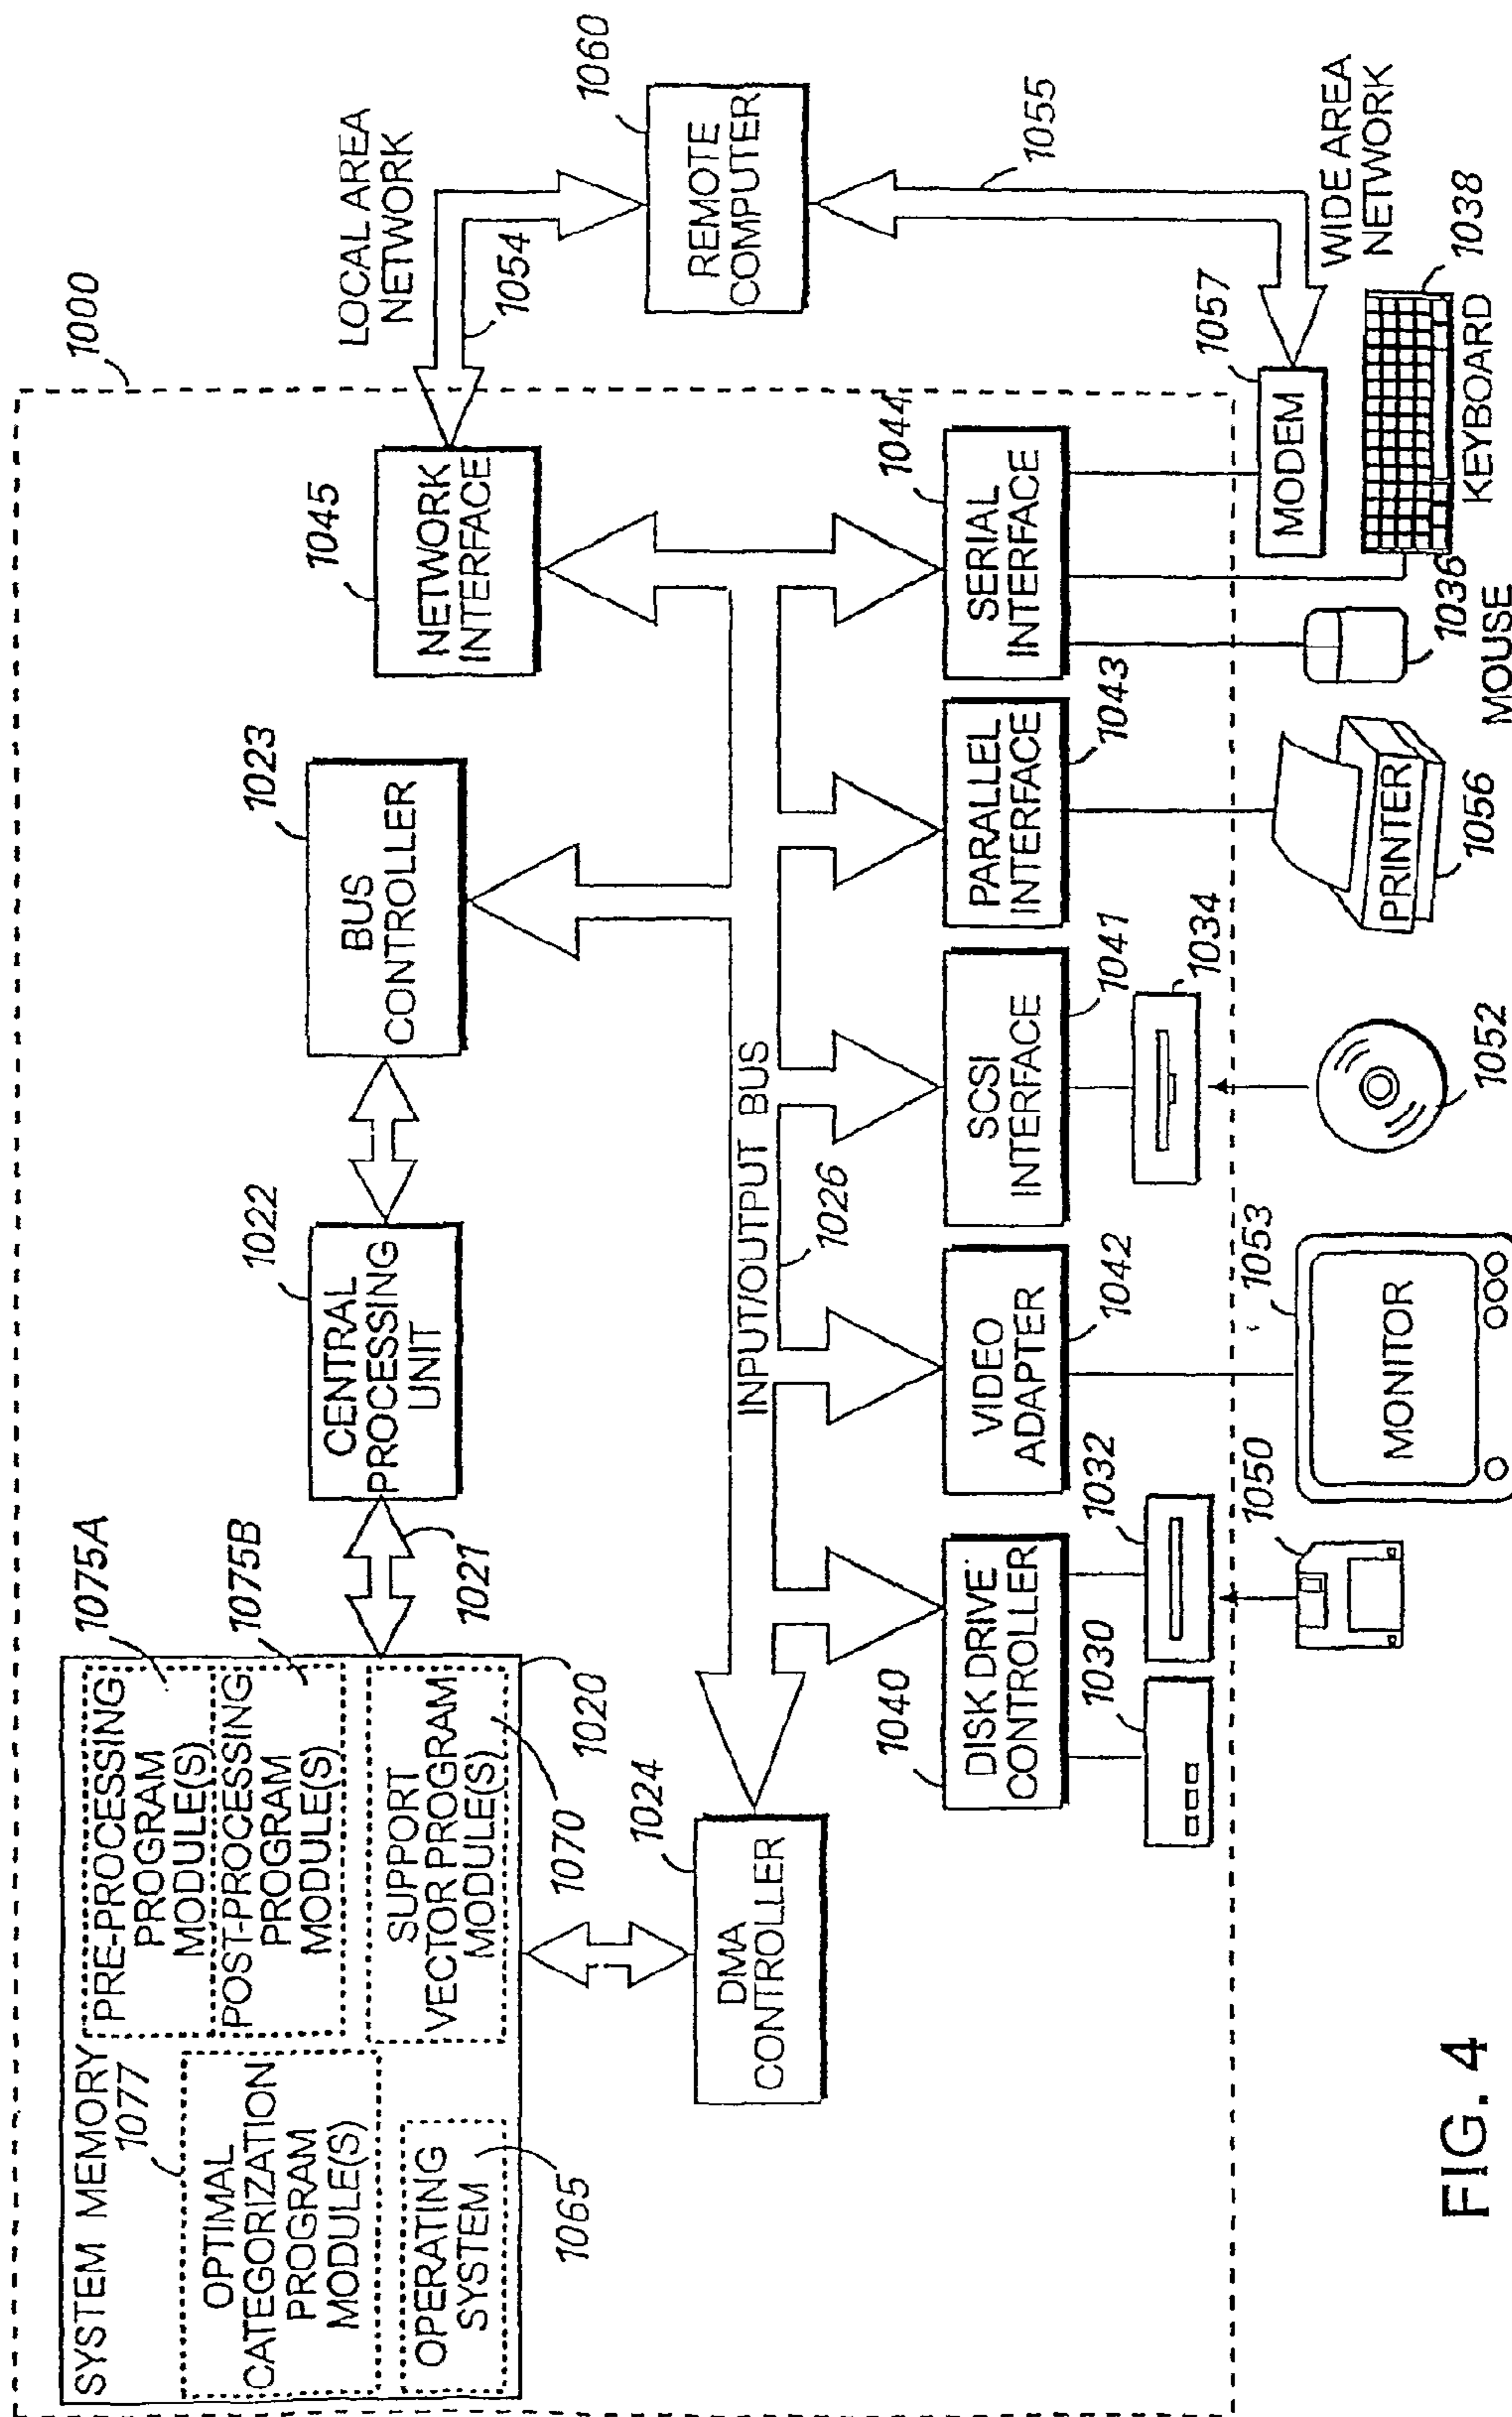 SYSTEM MEMORY
1077
OPTIMAL
CATEGORIZATION
PROGRAM
MODULE(S)
OPERATING
SYSTEM
1065
PRE-PROCESSING
PROGRAM
MODULE(S)
1075A
POST-PROCESSING
PROGRAM
MODULE(S)
1075B
SUPPORT
VECTOR PROGRAM
MODULE(S)
1070
1020
1021
1022
CENTRAL
PROCESSING
UNIT
1023
BUS
CONTROLLER
1045
NETWORK
INTERFACE
1000
LOCAL AREA
NETWORK
1054
1060
REMOTE
COMPUTER
1055
WIDE AREA
NETWORK
1024
DMA
CONTROLLER
INPUT/OUTPUT BUS
1026
1040
DISK DRIVE
CONTROLLER
1030
1032
VIDEO
ADAPTER
1042
SCSI
INTERFACE
1041
1034
PARALLEL
INTERFACE
1043
SERIAL
INTERFACE
1044
1050
MONITOR
1053
1052
PRINTER
1056
MOUSE
1036
MODEM
1057
KEYBOARD
1038
FIG. 4